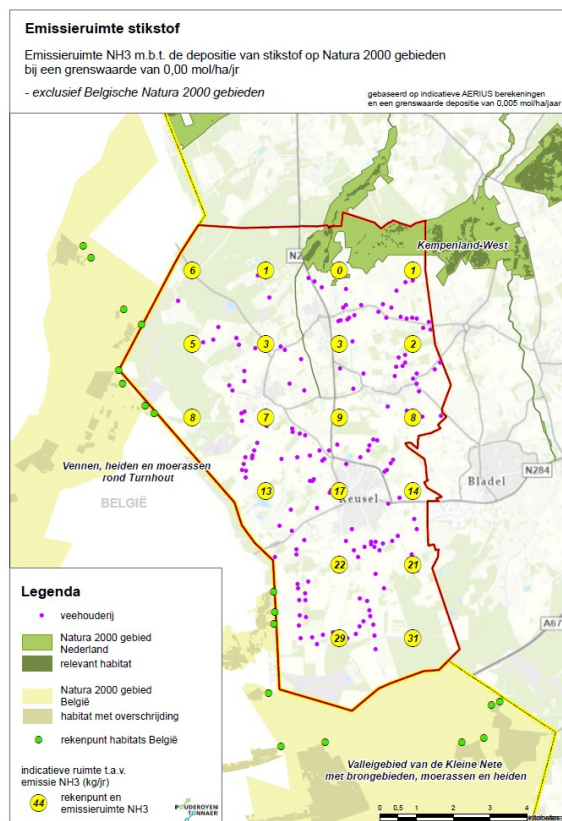 Emissieruimte stikstof
Emissieruimte NH3 m.b.t. de depositie van stikstof op Natura 2000 gebieden
bij een grenswaarde van 0,00 mol/ha/jr
- exclusief Belgische Natura 2000 gebieden
gebaseerd op indicatieve AERIUS berekeningen
en een grenswaarde depositie van 0,005 mol/ha/jaar
Kempenland-West
N2
6
1
0
1
5
3
3
2
8
7
9
8
Vennen, heiden en moerassen
rond Turnhout
BELGIË
13
17
14
Reusel
Bladel
N284
22
21
29
31
A67
Legenda
veehouderij
Natura 2000 gebied
Nederland
relevant habitat
Natura 2000 gebied
België
habitat met overschrijding
rekenpunt habitats België
indicatieve ruimte t.a.v.
emissie NH3 (kg/jr)
44
rekenpunt en
emissieruimte NH3
POUDEROYEN
TONNAER
Valleigebied van de Kleine Nete
met brongebieden, moerassen en heiden
0 0,5 1 2 3 4